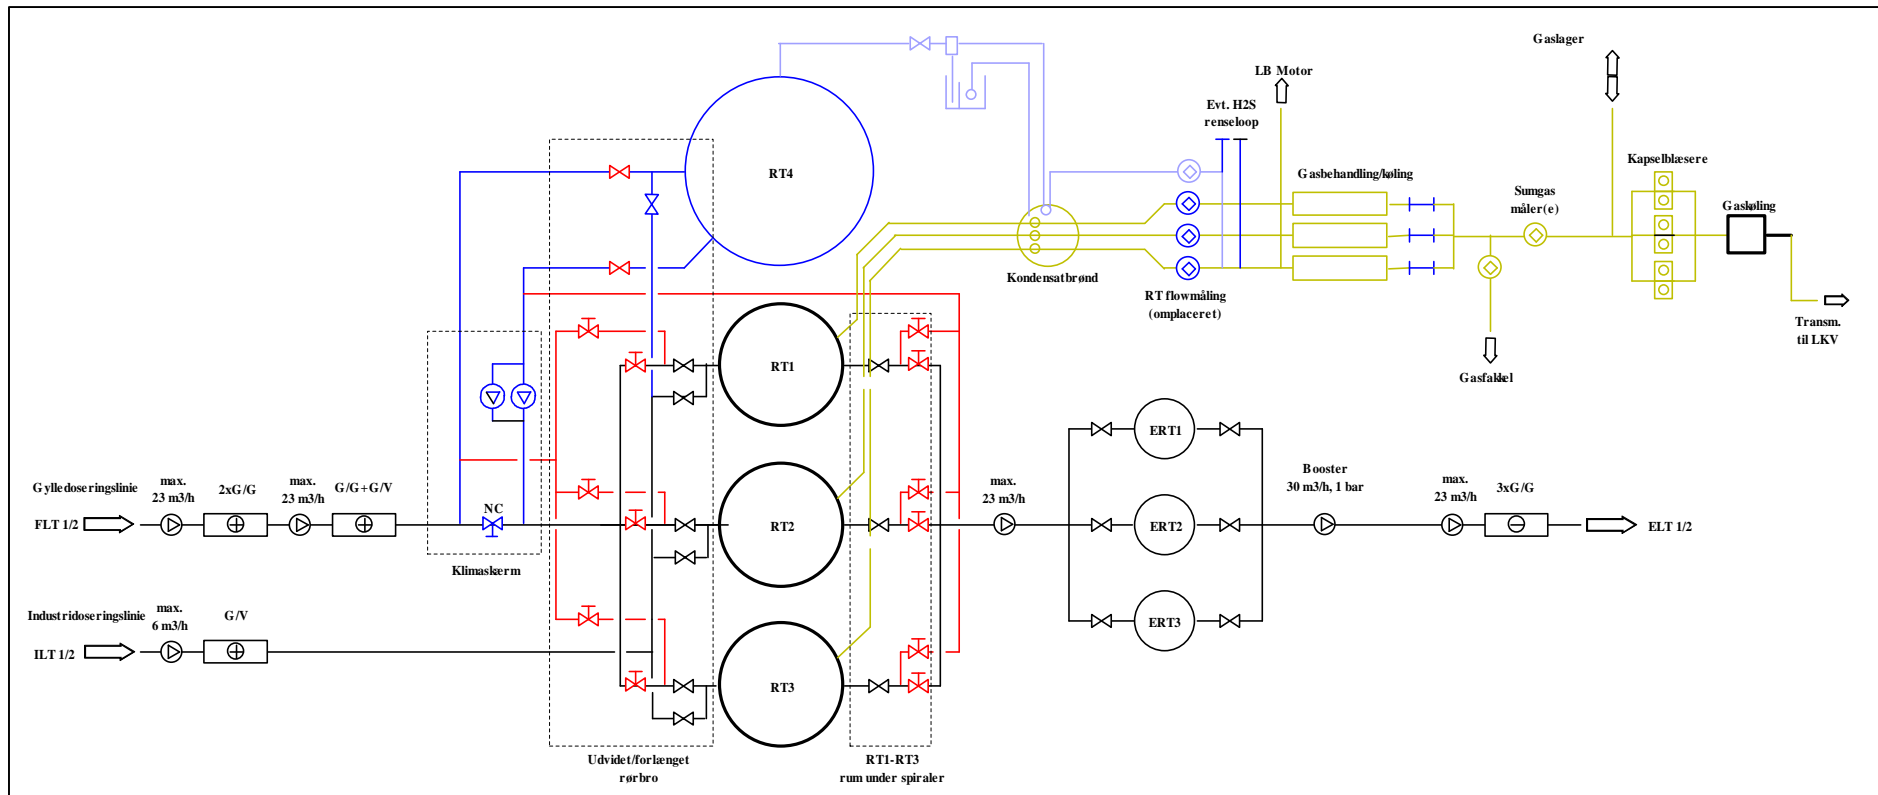 Gaslager
LB Motor
Evt. H2S
renseloop
Kapselblæsere
RT4
Gasbehandling/køling
Sumgas
måler(e)
Gaskøling
Kondensatbrønd
RT flowmåling
(omplaceret)
Transm.
til LKV
RT1
Gasfakkel
ERT1
Gylledoseringslinie
max.
23 m3/h
2xG/G
max.
23 m3/h
G/G+G/V
NC
max.
23 m3/h
Booster
30 m3/h, 1 bar
max.
23 m3/h
3xG/G
FLT 1/2
RT2
ERT2
ELT 1/2
Klimaskærm
Industridoseringslinie
max.
6 m3/h
G/V
ERT3
ILT 1/2
RT3
Udvidet/forlænget
rørbro
RT1-RT3
rum under spiraler